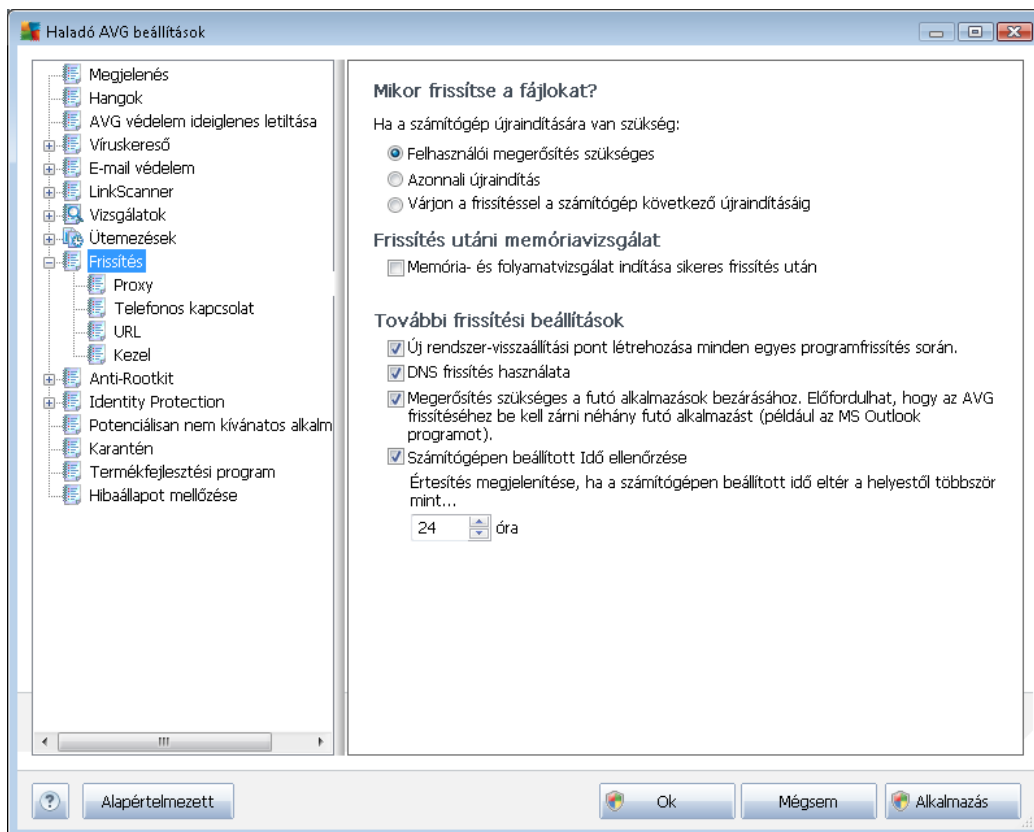 Haladó AVG beállítások
Megjelenés
Hangok
AVG védelem ideiglenes letiltása
Víruskereső
E-mail védelem
LinkScanner
Vizsgálatok
Ütemezések
Frissítés
Proxy
Telefonos kapcsolat
URL
Kezel
Anti-Rootkit
Identity Protection
Potenciálisan nem kívánatos alkalm
Karantén
Termékfejlesztési program
Hibaállapot mellőzése
Mikor frissítse a fájlokat?
Ha a számítógép újraindítására van szükség:
Felhasználói megerősítés szükséges
Azonnali újraindítás
Várjon a frissítéssel a számítógép következő újraindításáig
Frissítés utáni memóriavizsgálat
Memória- és folyamatvizsgálat indítása sikeres frissítés után
További frissítési beállítások
Új rendszer-visszaállítási pont létrehozása minden egyes programfrissítés során.
DNS frissítés használata
Megerősítés szükséges a futó alkalmazások bezárásához. Előfordulhat, hogy az AVG
frissítéséhez be kell zárni néhány futó alkalmazást (például az MS Outlook
programot).
Számítógépen beállított Idő ellenőrzése
Értesítés megjelenítése, ha a számítógépen beállított idő eltér a helyestől többször
mint...
24 óra
? Alapértelmezett Ok Mégsem Alkalmazás